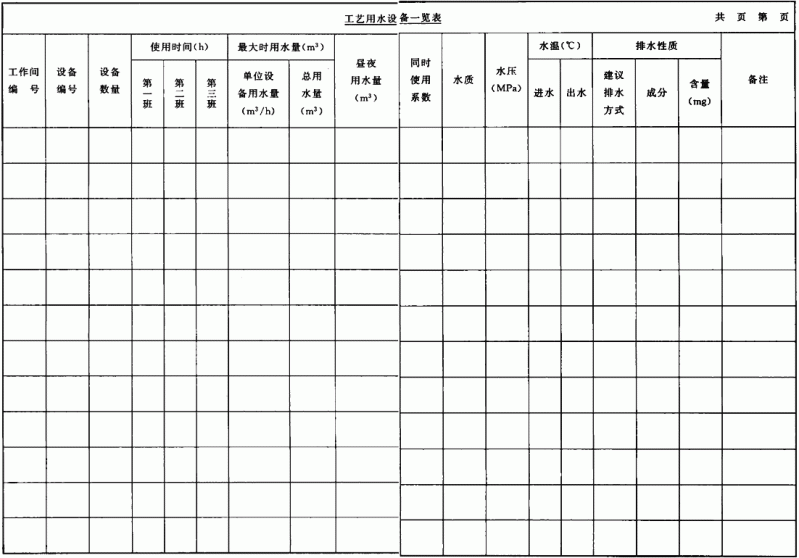 工艺用水设备一览表
共 页 第 页
工作间
编 号
设备
编号
设备
数量
使用时间(h)
第一班
第二班
第三班
最大时用水量(m³)
单位设
备用水量
(m³/h)
总用
水量
(m³)
昼夜
用水量
(m³)
同时
使用
系数
水质
水压
(MPa)
水温(℃)
进水
出水
排水性质
建议
排水
方式
成分
含量
(mg)
备注